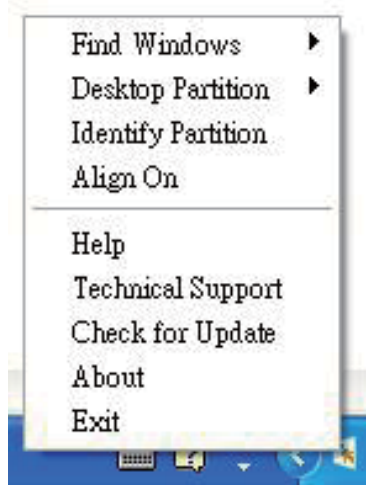 Find Windows
Desktop Partition
Identify Partition
Align On
Help
Technical Support
Check for Update
About
Exit